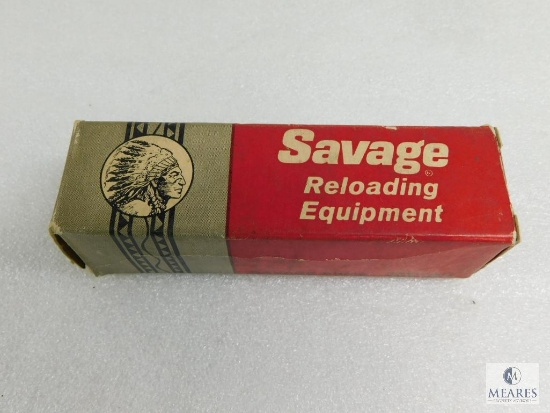 Savage®
Reloading
Equipment
M
MEARES